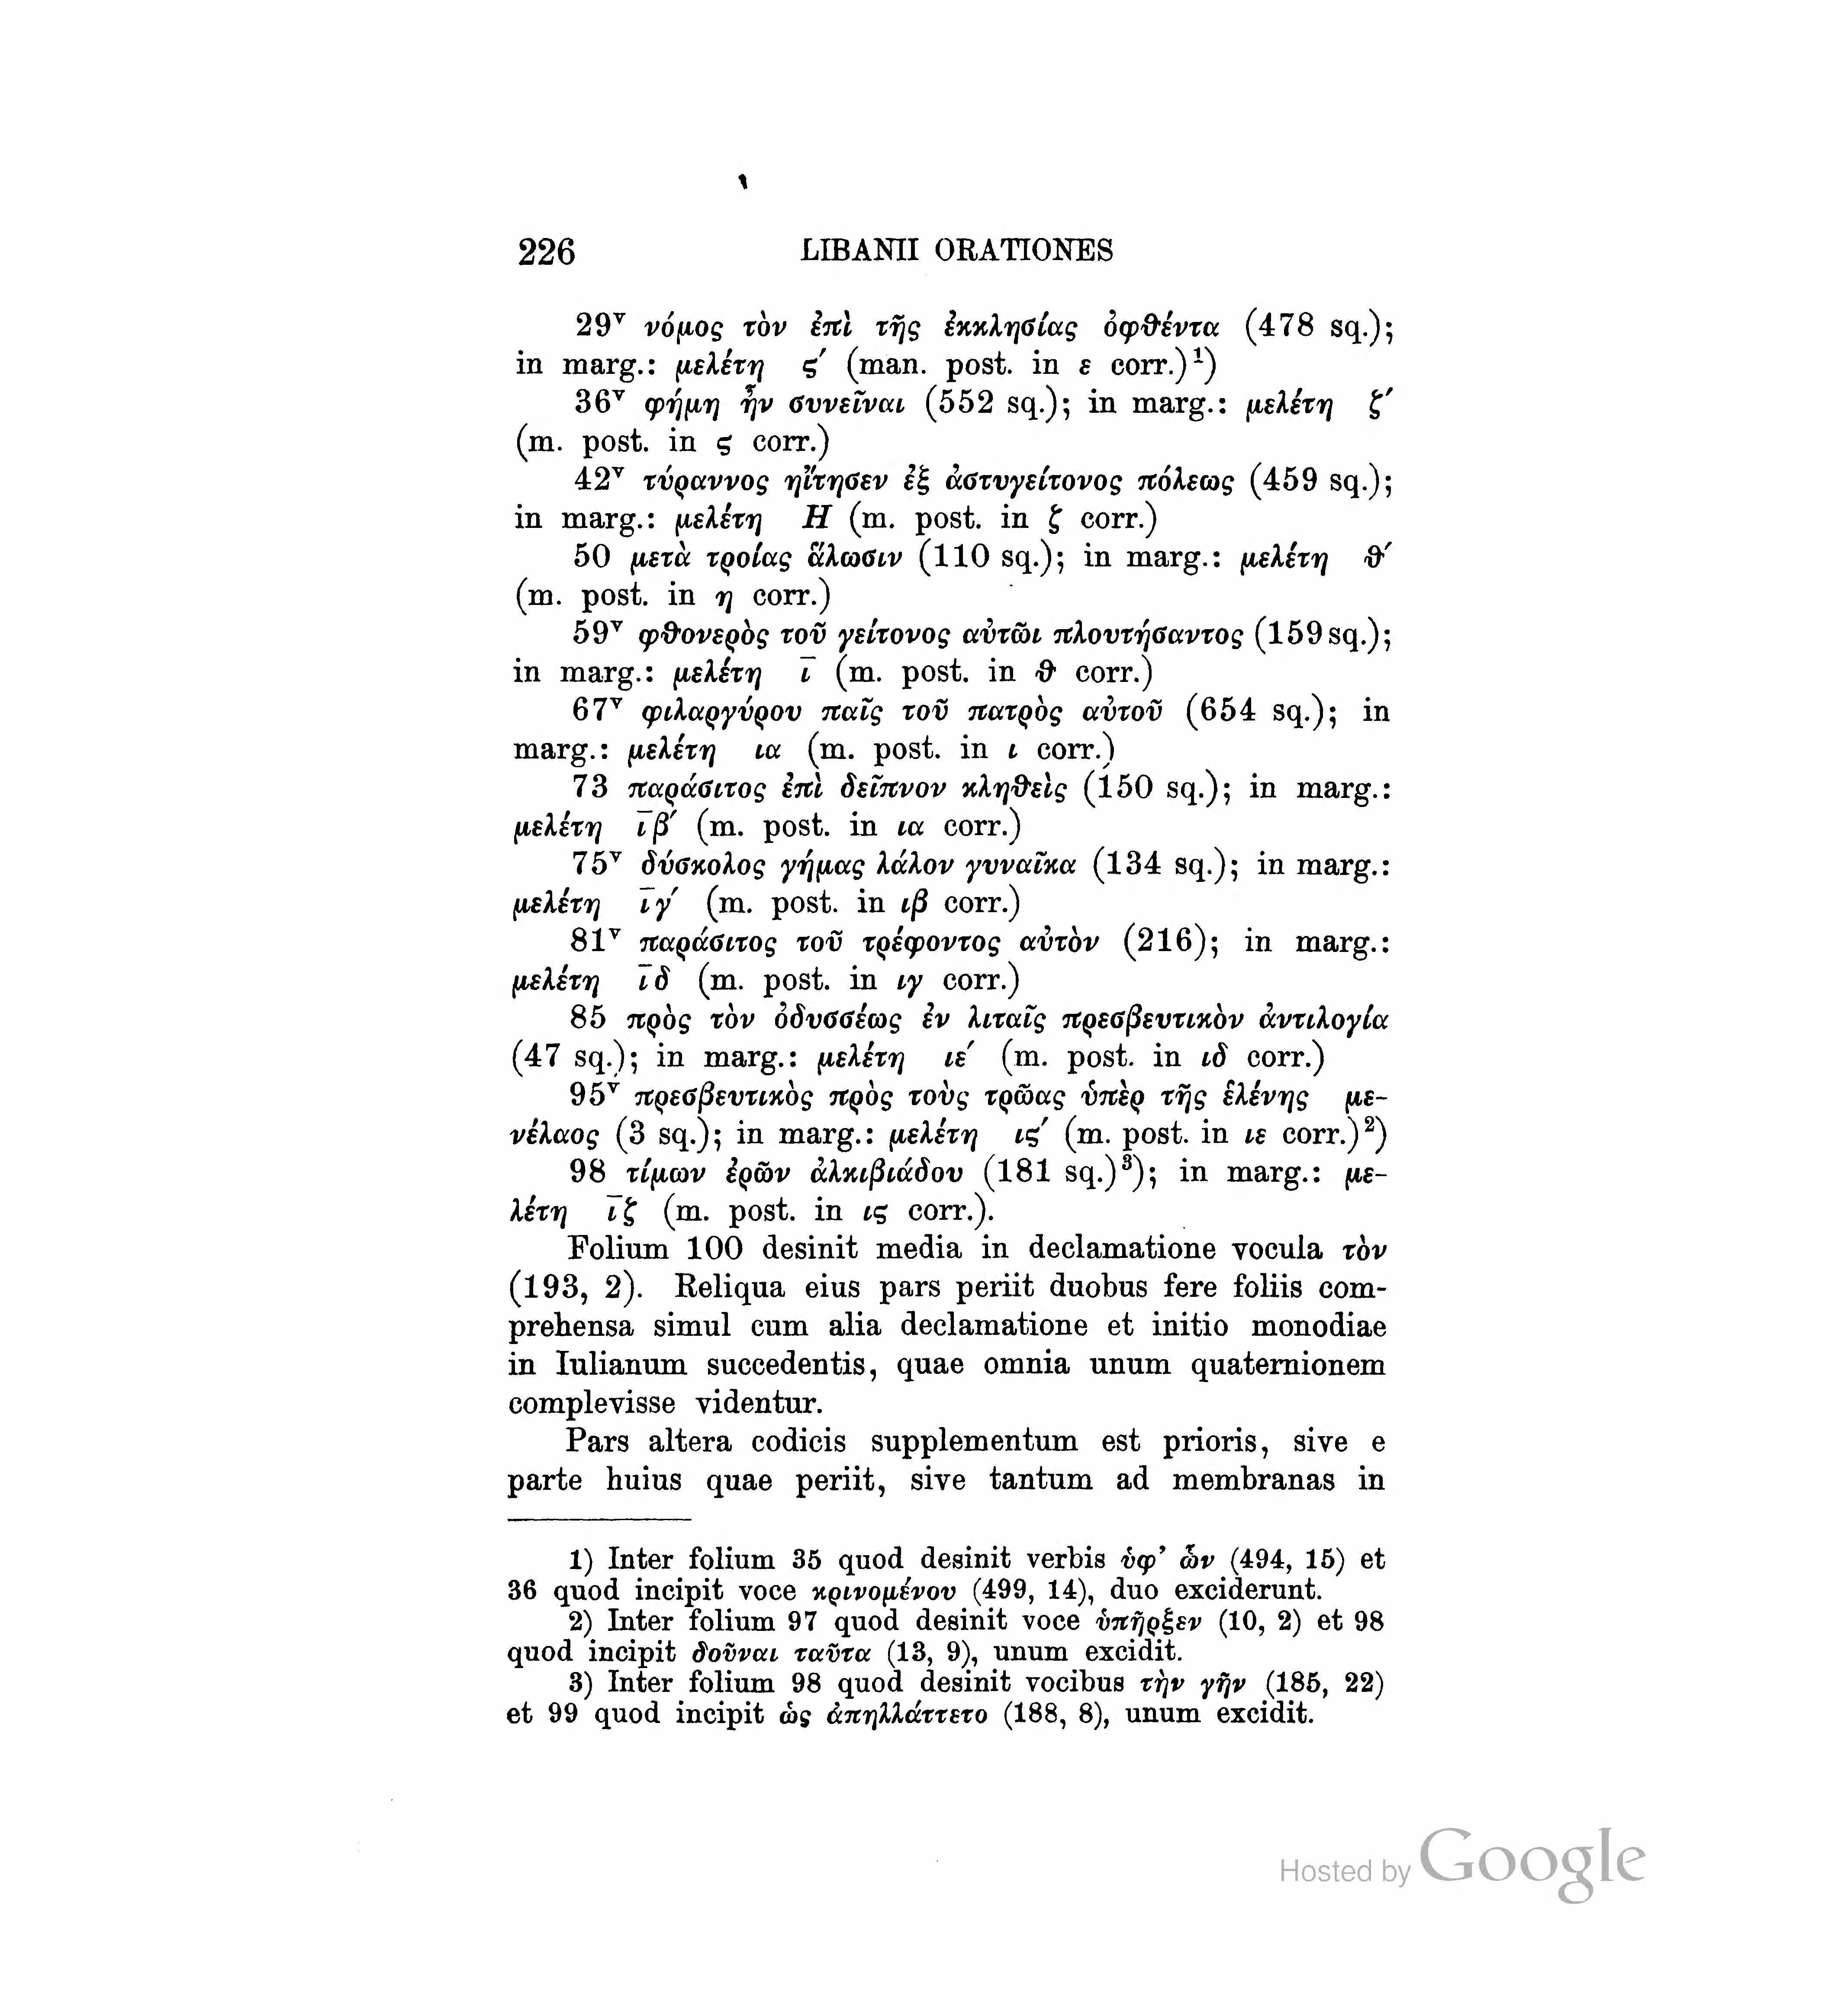 226 LIBANII ORATIONES
29ᵛ νόμος τὸν ἐπὶ τῆς ἐκκλησίας ὀφθέντα (478 sq.);
in marg.: μελέτη ϛ′ (man. post. in ε corr.)¹)
36ᵛ φήμη ἦν συνεῖναι (552 sq.); in marg.: μελέτη ζ′
(m. post. in ϛ corr.)
42ᵛ τύραννος ηἴτησεν ἐξ ἀστυγείτονος πόλεως (459 sq.);
in marg.: μελέτη Η (m. post. in ζ corr.)
50 μετὰ τροίας ἅλωσιν (110 sq.); in marg.: μελέτη θ′
(m. post. in η corr.)
59ᵛ φθονερὸς τοῦ γείτονος αὐτῶι πλουτήσαντος (159 sq.);
in marg.: μελέτη ῑ (m. post. in θ corr.)
67ᵛ φιλαργύρου παῖς τοῦ πατρὸς αὐτοῦ (654 sq.); in
marg.: μελέτη ια (m. post. in ι corr.)
73 παράσιτος ἐπὶ δεῖπνον κληθεὶς (150 sq.); in marg.:
μελέτη ῑβ′ (m. post. in ια corr.)
75ᵛ δύσκολος γήμας λάλον γυναῖκα (134 sq.); in marg.:
μελέτη ῑγ′ (m. post. in ιβ corr.)
81ᵛ παράσιτος τοῦ τρέφοντος αὐτὸν (216); in marg.:
μελέτη ῑδ (m. post. in ιγ corr.)
85 πρὸς τὸν ὀδυσσέως ἐν λιταῖς πρεσβευτικὸν ἀντιλογία
(47 sq.); in marg.: μελέτη ιε′ (m. post. in ιδ corr.)
95ᵛ πρεσβευτικὸς πρὸς τοὺς τρῶας ὑπὲρ τῆς ἑλένης με-
νέλαος (3 sq.); in marg.: μελέτη ιϛ′ (m. post. in ιε corr.)²)
98 τίμων ἐρῶν ἀλκιβιάδου (181 sq.)³); in marg.: με-
λέτη ῑζ (m. post. in ιϛ corr.).
Folium 100 desinit media in declamatione vocula τὸν
(193, 2). Reliqua eius pars periit duobus fere foliis com-
prehensa simul cum alia declamatione et initio monodiae
in Iulianum succedentis, quae omnia unum quaternionem
complevisse videntur.
Pars altera codicis supplementum est prioris, sive e
parte huius quae periit, sive tantum ad membranas in
1) Inter folium 35 quod desinit verbis ὑφ’ ὧν (494, 15) et
36 quod incipit voce κρινομένου (499, 14), duo exciderunt.
2) Inter folium 97 quod desinit voce ὑπῆρξεν (10, 2) et 98
quod incipit δοῦναι ταῦτα (13, 9), unum excidit.
3) Inter folium 98 quod desinit vocibus τὴν γῆν (185, 22)
et 99 quod incipit ὡς ἀπηλλάττετο (188, 8), unum excidit.
Hosted by Google